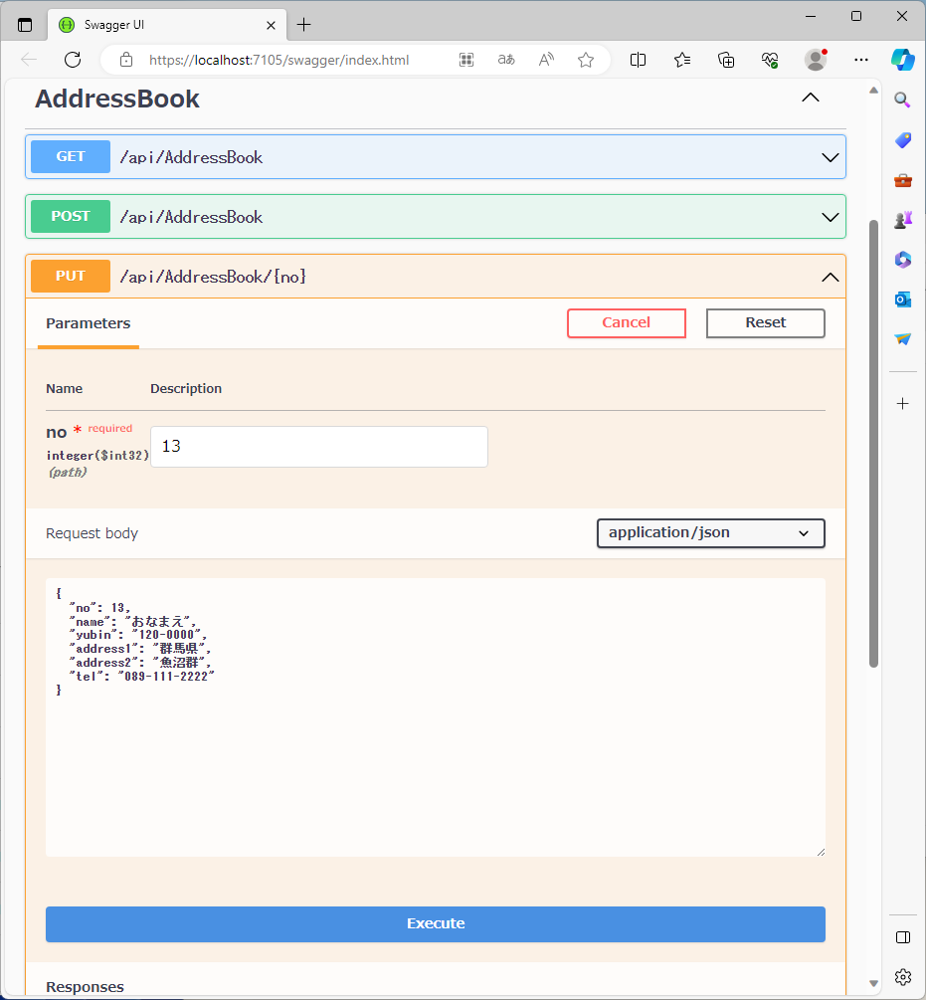 Swagger UI
https://localhost:7105/swagger/index.html
AddressBook
GET /api/AddressBook
POST /api/AddressBook
PUT /api/AddressBook/{no}
Parameters Cancel Reset
Name Description
no * required
13
integer($int32)
(path)
Request body application/json
{
"no": 13,
"name": "おなまえ",
"yubin": "120-0000",
"address1": "群馬県",
"address2": "魚沼群",
"tel": "089-111-2222"
}
Execute
Responses